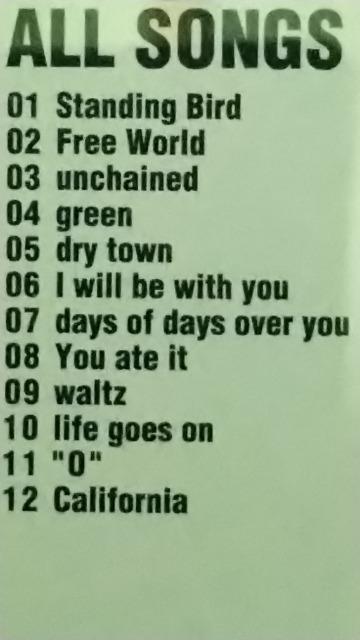 ALL SONGS
01 Standing Bird
02 Free World
03 unchained
04 green
05 dry town
06 I will be with you
07 days of days over you
08 You ate it
09 waltz
10 life goes on
11 "0"
12 California